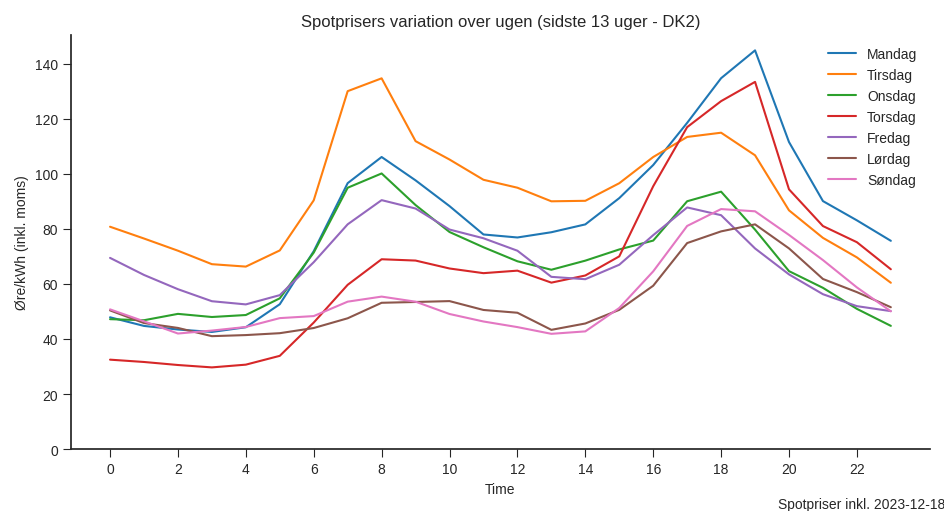 Spotprisers variation over ugen (sidste 13 uger - DK2)
Øre/kWh (inkl. moms)
140
120
100
80
60
40
20
0
Mandag
Tirsdag
Onsdag
Torsdag
Fredag
Lørdag
Søndag
0 2 4 6 8 10 12 14 16 18 20 22
Time
Spotpriser inkl. 2023-12-18